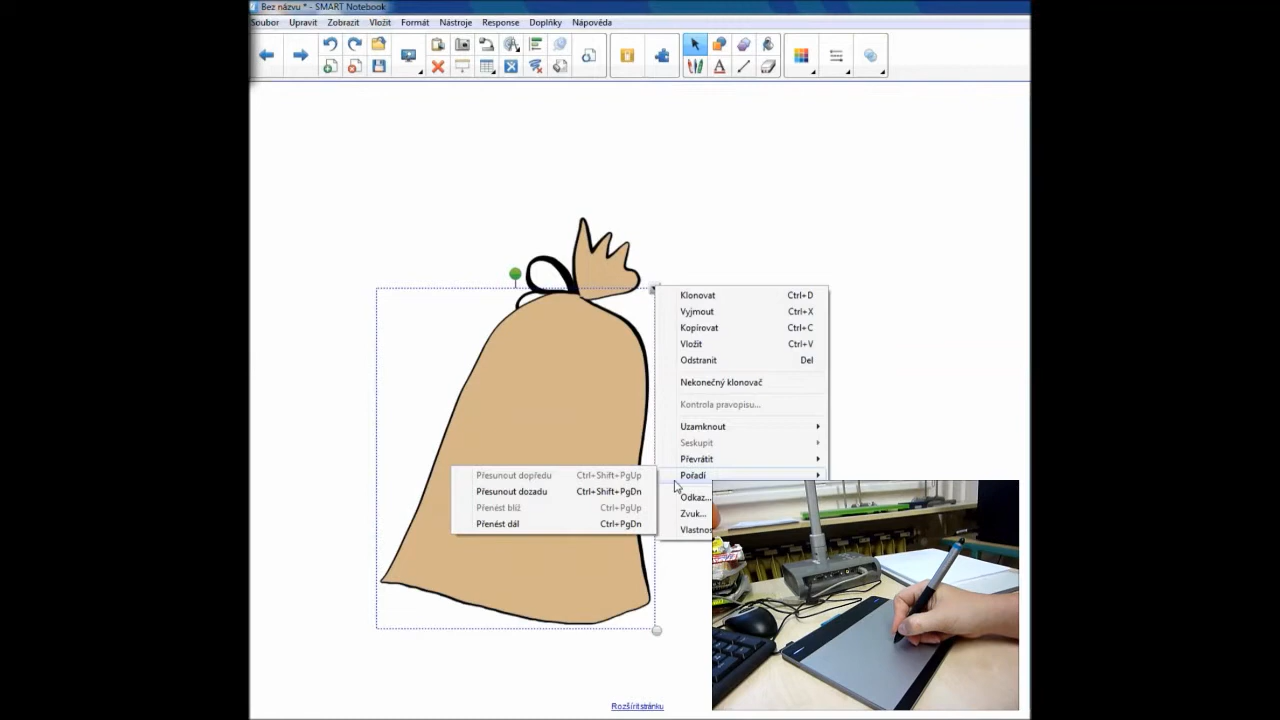 Bez názvu * - SMART Notebook
Soubor Upravit Zobrazit Vložit Formát Nástroje Response Doplňky Nápověda
Klonovat Ctrl+D
Vyjmout Ctrl+X
Kopírovat Ctrl+C
Vložit Ctrl+V
Odstranit Del
Nekonečný klonovač
Kontrola pravopisu...
Uzamknout
Seskupit
Převrátit
Pořadí
Přesunout dopředu Ctrl+Shift+PgUp
Přesunout dozadu Ctrl+Shift+PgDn
Přenést blíž Ctrl+PgUp
Přenést dál Ctrl+PgDn
Odkaz...
Zvuk...
Vlastnos
Rozšířit stránku